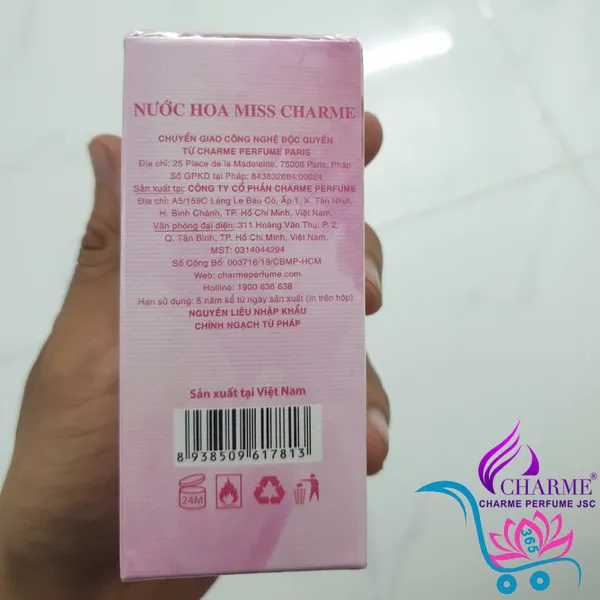 NƯỚC HOA MISS CHARME
CHUYỂN GIAO CÔNG NGHỆ ĐỘC QUYỀN
TỪ CHARME PERFUME PARIS
Địa chỉ: 25 Place de la Madeleine, 75008 Paris, Pháp
Số GPKD tại Pháp: 843832684 00024
Sản xuất tại: CÔNG TY CỔ PHẦN CHARME PERFUME
Địa chỉ: A5/159C Láng Le Bàu Cò, Ấp 1, X. Tân Nhựt,
H. Bình Chánh, TP. Hồ Chí Minh, Việt Nam.
Văn phòng đại diện: 311 Hoàng Văn Thụ, P. 2,
Q. Tân Bình, TP. Hồ Chí Minh, Việt Nam.
MST: 0314044294
Số Công Bố: 003716/19/CBMP-HCM
Web: charmeperfume.com
Hotline: 1900 636 638
Hạn sử dụng: 5 năm kể từ ngày sản xuất (in trên hộp)
NGUYÊN LIỆU NHẬP KHẨU
CHÍNH NGẠCH TỪ PHÁP
Sản xuất tại Việt Nam
8 938509 617813
24M
CHARME ®
CHARME PERFUME JSC
365